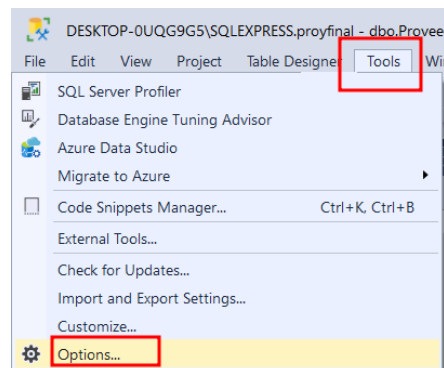 DESKTOP-0UQG9G5\SQLEXPRESS.proyfinal - dbo.Provee
File Edit View Project Table Designer Tools Wi
SQL Server Profiler
Database Engine Tuning Advisor
Azure Data Studio
Migrate to Azure
Code Snippets Manager... Ctrl+K, Ctrl+B
External Tools...
Check for Updates...
Import and Export Settings...
Customize...
Options...